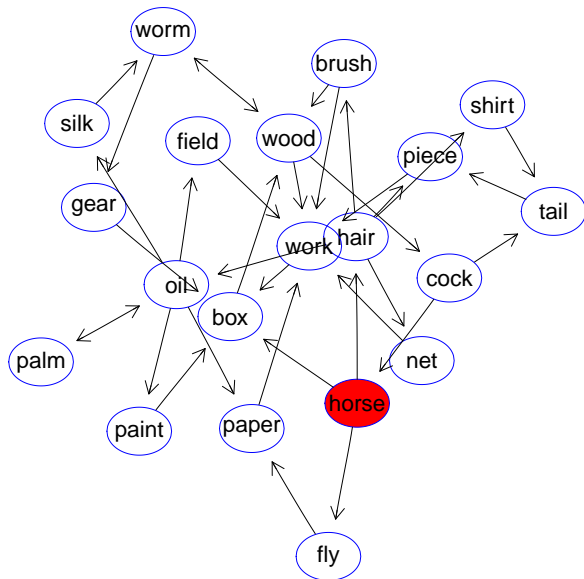 worm
brush
shirt
silk
field
wood
piece
gear
tail
work
hair
oil
cock
box
palm
net
horse
paint
paper
fly